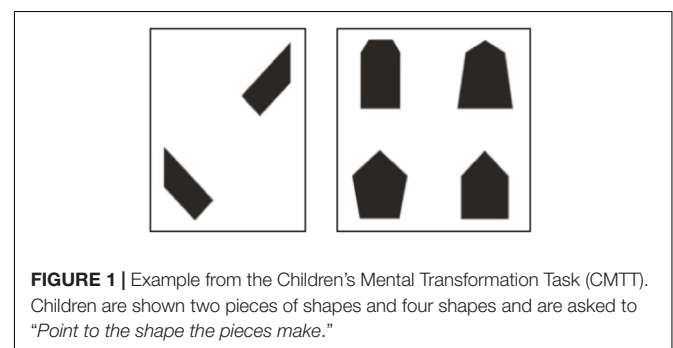 FIGURE 1 | Example from the Children's Mental Transformation Task (CMTT).
Children are shown two pieces of shapes and four shapes and are asked to
“Point to the shape the pieces make.”